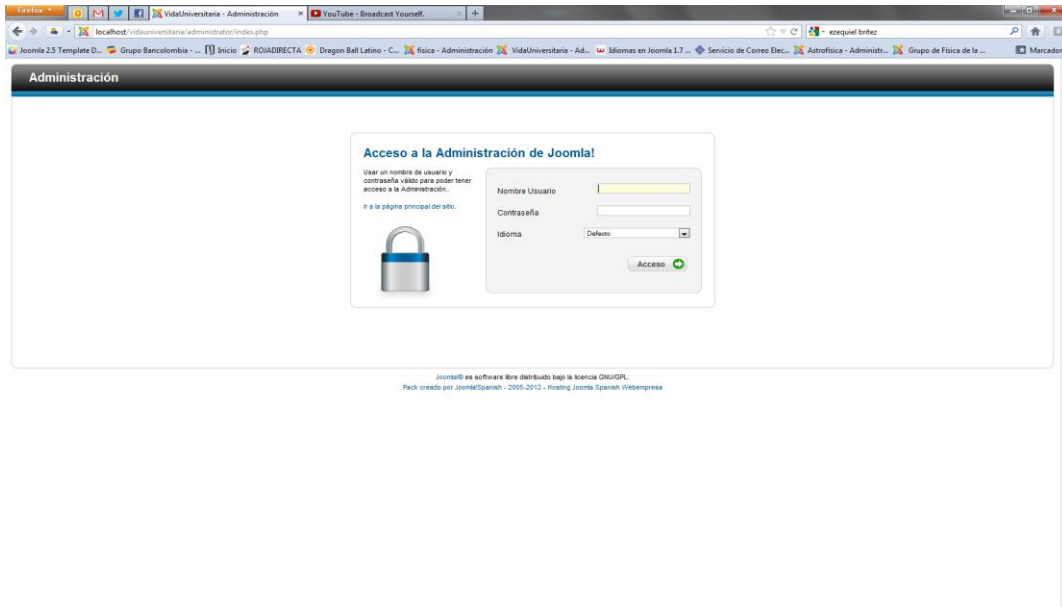 Firefox
VidaUniversitaria - Administración
YouTube - Broadcast Yourself.
localhost/vidauniversitaria/administrator/index.php
ezequiel britez
Joomla 2.5 Template D...
Grupo Bancolombia - ...
Inicio
ROJADIRECTA
Dragon Ball Latino - C...
fisica - Administración
VidaUniversitaria - Ad...
Idiomas en Joomla 1.7 ...
Servicio de Correo Elec...
Astrofísica - Administr...
Grupo de Física de la ...
Marcador
Administración
Acceso a la Administración de Joomla!
Usar un nombre de usuario y
contraseña válido para poder tener
acceso a la Administración..
Ir a la página principal del sitio.
Nombre Usuario
Contraseña
Idioma
Defecto
Acceso
Joomla!® es software libre distribuido bajo la licencia GNU/GPL.
Pack creado por Joomla!Spanish - 2005-2012 - Hosting Joomla Spanish Webempresa